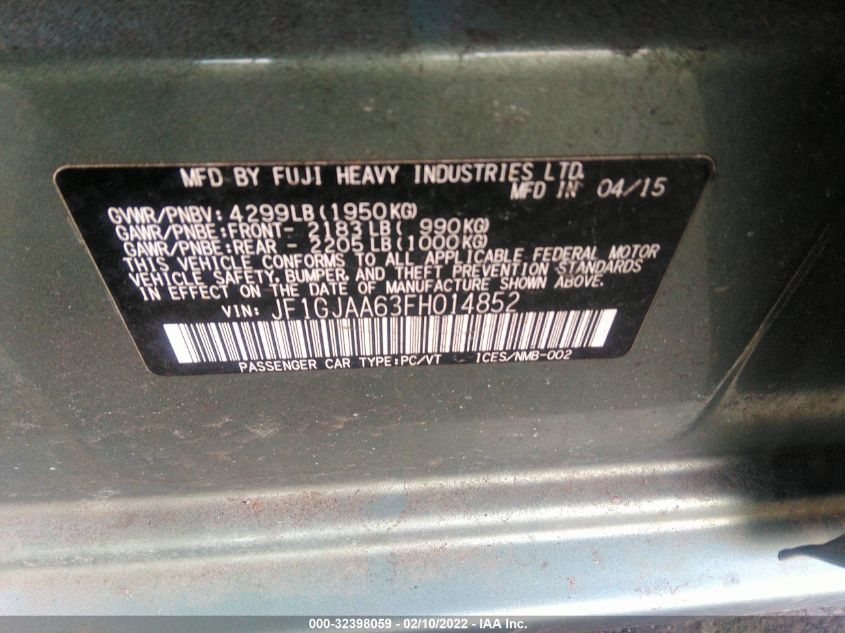 MFD BY FUJI HEAVY INDUSTRIES LTD.
MFD IN 04/15
GVWR/PNBV: 4299LB(1950KG)
GAWR/PNBE:FRONT- 2183LB( 990KG)
GAWR/PNBE:REAR - 2205LB(1000KG)
THIS VEHICLE CONFORMS TO ALL APPLICABLE FEDERAL MOTOR
VEHICLE SAFETY, BUMPER, AND THEFT PREVENTION STANDARDS
IN EFFECT ON THE DATE OF MANUFACTURE SHOWN ABOVE.
VIN: JF1GJAA63FH014852
PASSENGER CAR TYPE:PC/VT ICES/NMB-002
000-32398059 - 02/10/2022 - IAA Inc.